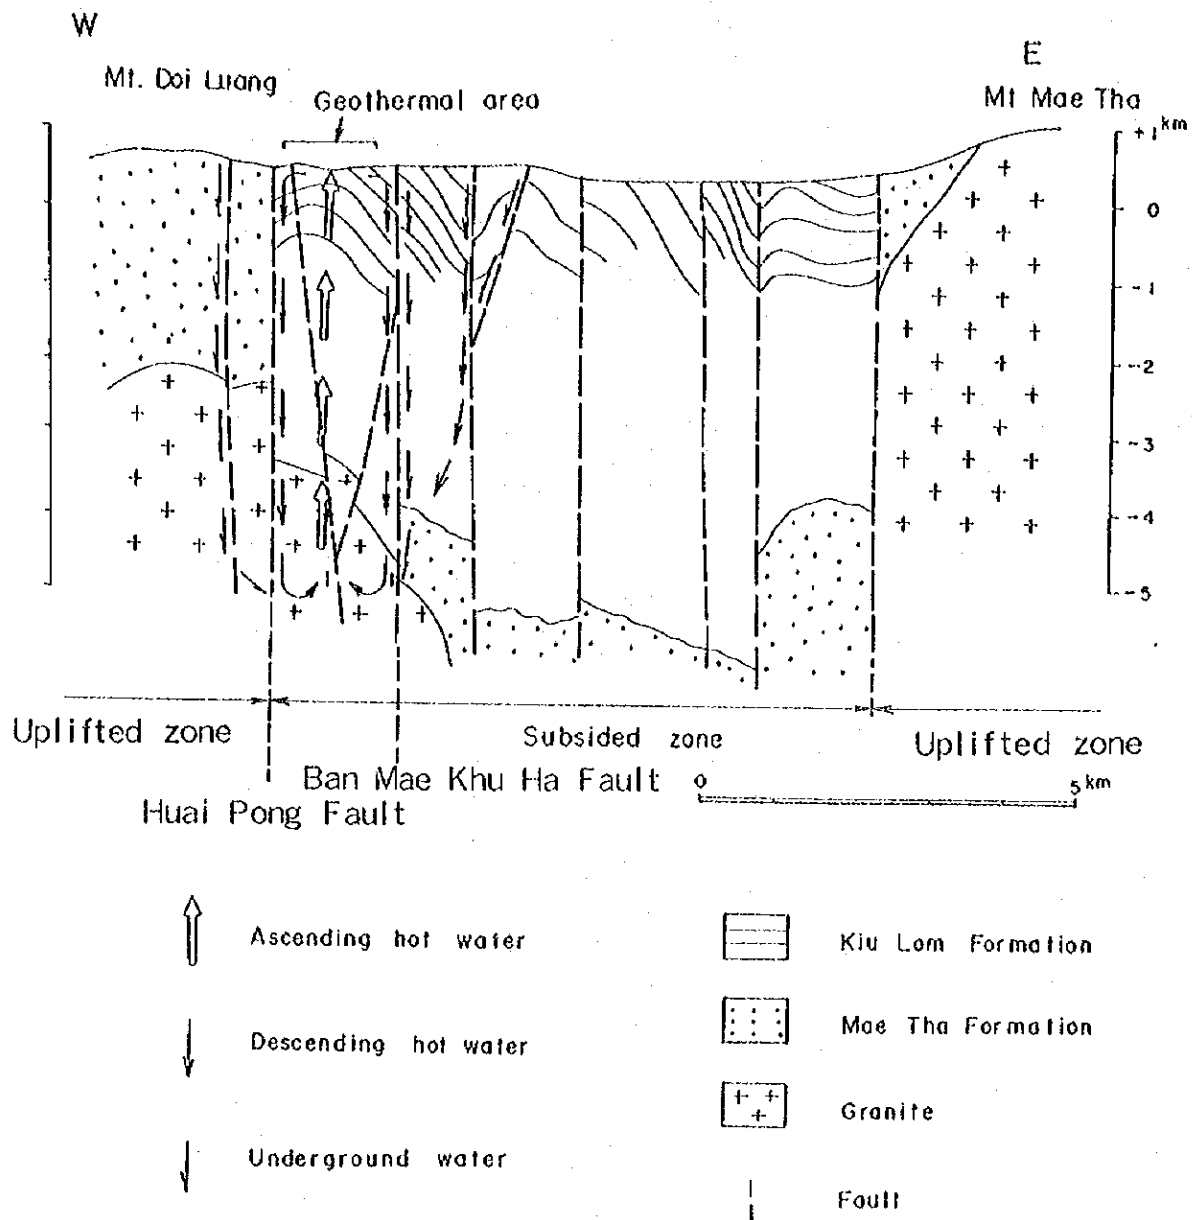 W
E
Mt. Doi Luang
Geothermal area
Mt Mae Tha
+1 km
0
-1
-2
-3
-4
-5
Uplifted zone
Subsided zone
Uplifted zone
Ban Mae Khu Ha Fault
0
5 km
Huai Pong Fault
Ascending hot water
Kiu Lom Formation
Descending hot water
Mae Tha Formation
Granite
Underground water
Fault